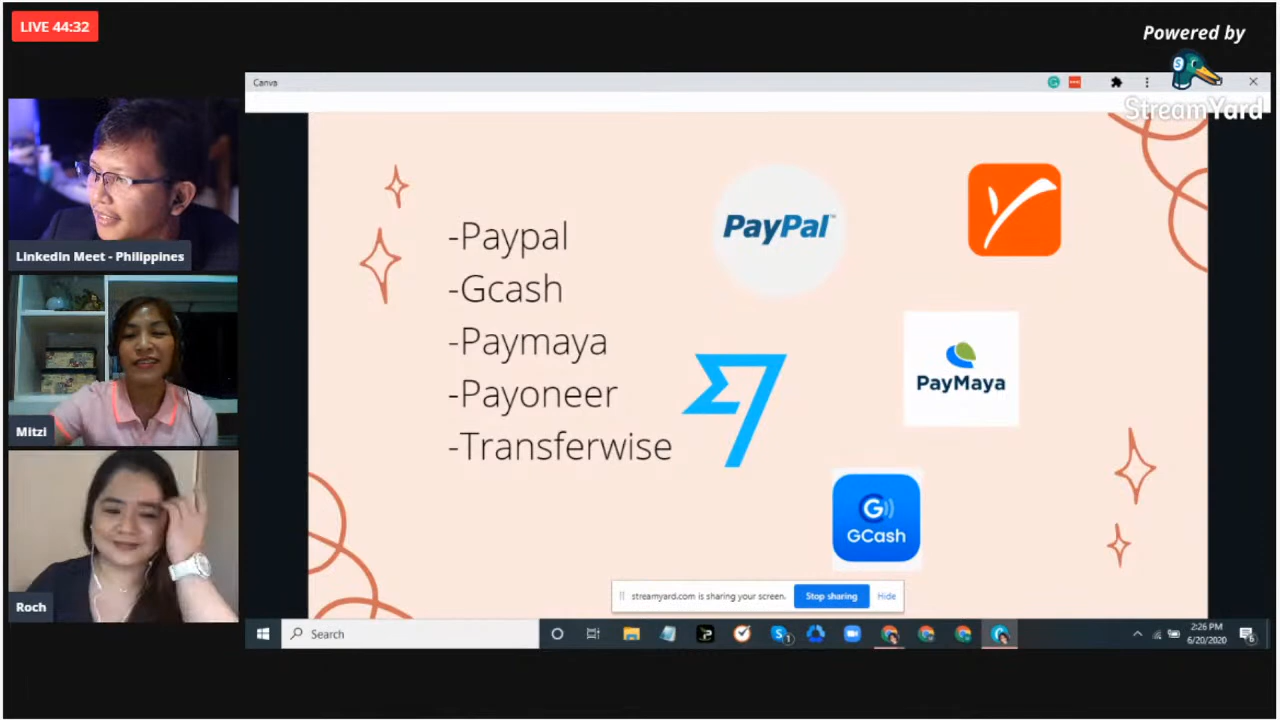 LIVE 44:32
Powered by
StreamYard
Canva
LinkedIn Meet - Philippines
Mitzi
Roch
-Paypal
-Gcash
-Paymaya
-Payoneer
-Transferwise
PayPal™
PayMaya
G
GCash
streamyard.com is sharing your screen.
Stop sharing
Hide
Search
2:26 PM
6/20/2020